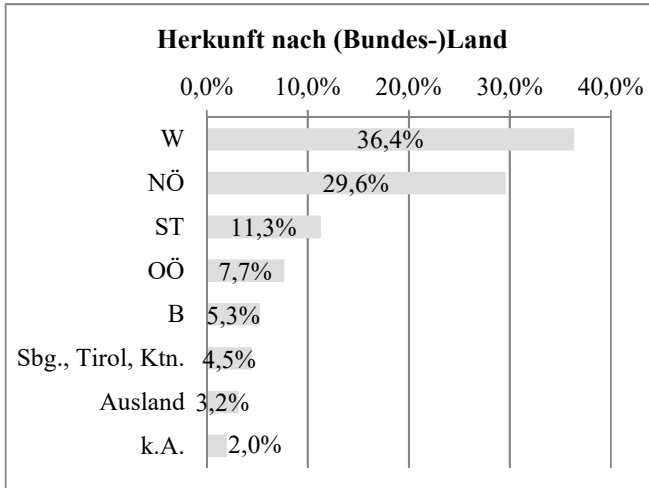 Herkunft nach (Bundes-)Land
0,0% 10,0% 20,0% 30,0% 40,0%
W 36,4%
NÖ 29,6%
ST 11,3%
OÖ 7,7%
B 5,3%
Sbg., Tirol, Ktn. 4,5%
Ausland 3,2%
k.A. 2,0%